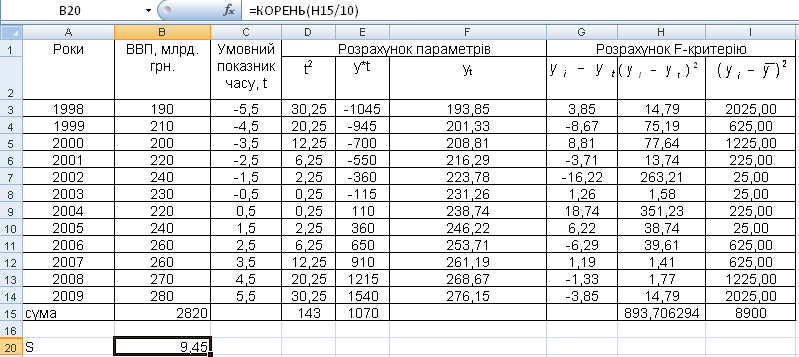 B20 fx =КОРЕНЬ(H15/10)
A B C D E F G H I
1 Роки ВВП, млрд. грн. Умовний показник часу, t Розрахунок параметрів Розрахунок F-критерію
2 t² y*t yt y i - y t (y i - y t)² (y i - y̅)²
3 1998 190 -5,5 30,25 -1045 193,85 3,85 14,79 2025,00
4 1999 210 -4,5 20,25 -945 201,33 -8,67 75,19 625,00
5 2000 200 -3,5 12,25 -700 208,81 8,81 77,64 1225,00
6 2001 220 -2,5 6,25 -550 216,29 -3,71 13,74 225,00
7 2002 240 -1,5 2,25 -360 223,78 -16,22 263,21 25,00
8 2003 230 -0,5 0,25 -115 231,26 1,26 1,58 25,00
9 2004 220 0,5 0,25 110 238,74 18,74 351,23 225,00
10 2005 240 1,5 2,25 360 246,22 6,22 38,74 25,00
11 2006 260 2,5 6,25 650 253,71 -6,29 39,61 625,00
12 2007 260 3,5 12,25 910 261,19 1,19 1,41 625,00
13 2008 270 4,5 20,25 1215 268,67 -1,33 1,77 1225,00
14 2009 280 5,5 30,25 1540 276,15 -3,85 14,79 2025,00
15 сума 2820 143 1070 893,706294 8900
16
20 S 9,45